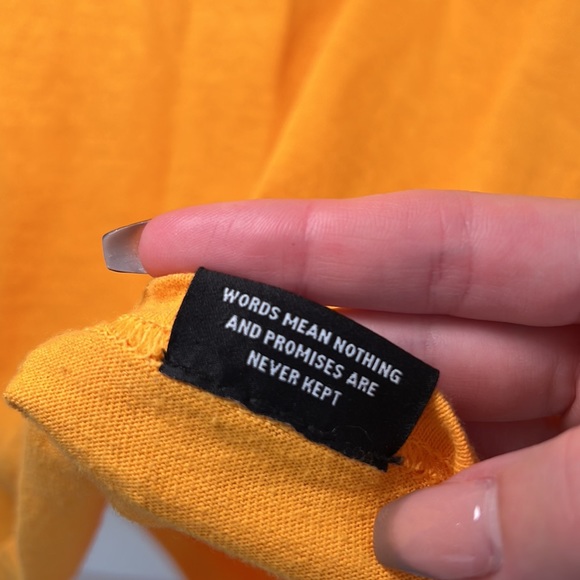 WORDS MEAN NOTHING
AND PROMISES ARE
NEVER KEPT